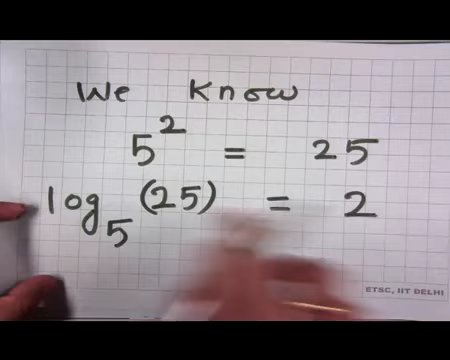 We Know
5² = 25
log₅ (25) = 2
ETSC, IIT DELHI